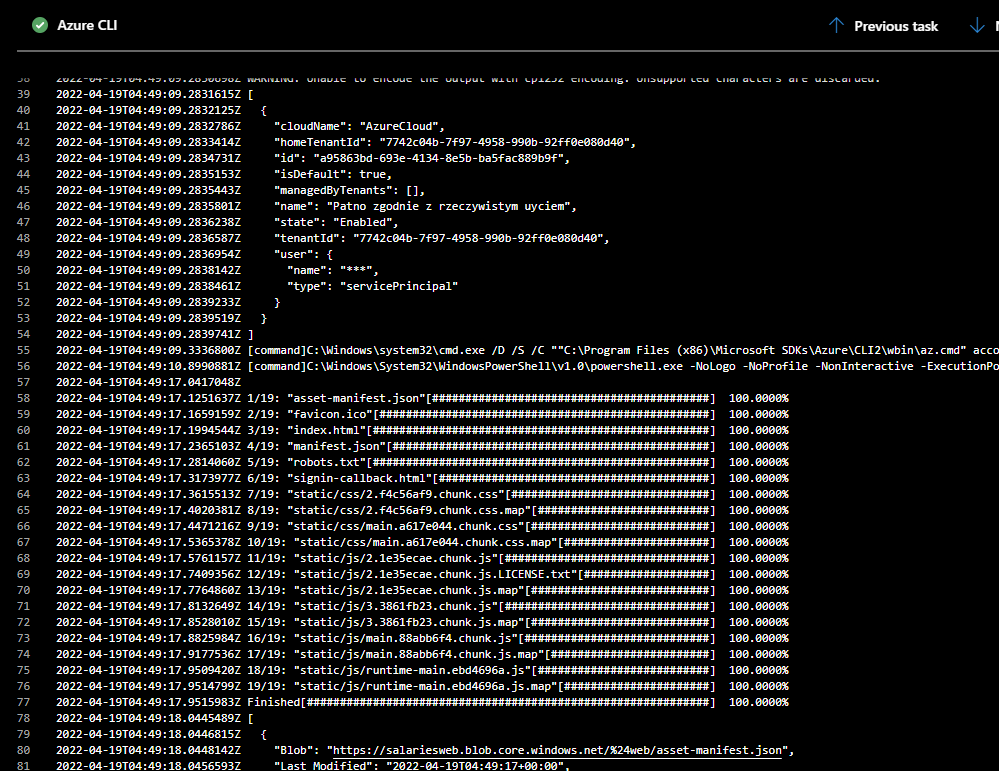 Azure CLI
Previous task
38 2022-04-19T04:49:09.2830898Z WARNING: Unable to encode the output with cp1252 encoding. Unsupported characters are discarded.
39 2022-04-19T04:49:09.2831615Z [
40 2022-04-19T04:49:09.2832125Z {
41 2022-04-19T04:49:09.2832786Z "cloudName": "AzureCloud",
42 2022-04-19T04:49:09.2833414Z "homeTenantId": "7742c04b-7f97-4958-990b-92ff0e080d40",
43 2022-04-19T04:49:09.2834731Z "id": "a95863bd-693e-4134-8e5b-ba5fac889b9f",
44 2022-04-19T04:49:09.2835153Z "isDefault": true,
45 2022-04-19T04:49:09.2835443Z "managedByTenants": [],
46 2022-04-19T04:49:09.2835801Z "name": "Patno zgodnie z rzeczywistym uyciem",
47 2022-04-19T04:49:09.2836238Z "state": "Enabled",
48 2022-04-19T04:49:09.2836587Z "tenantId": "7742c04b-7f97-4958-990b-92ff0e080d40",
49 2022-04-19T04:49:09.2836954Z "user": {
50 2022-04-19T04:49:09.2838142Z "name": "***",
51 2022-04-19T04:49:09.2838461Z "type": "servicePrincipal"
52 2022-04-19T04:49:09.2839233Z }
53 2022-04-19T04:49:09.2839519Z }
54 2022-04-19T04:49:09.2839741Z ]
55 2022-04-19T04:49:09.3336800Z [command]C:\Windows\system32\cmd.exe /D /S /C ""C:\Program Files (x86)\Microsoft SDKs\Azure\CLI2\wbin\az.cmd" acco
56 2022-04-19T04:49:10.8990881Z [command]C:\Windows\System32\WindowsPowerShell\v1.0\powershell.exe -NoLogo -NoProfile -NonInteractive -ExecutionPo
57 2022-04-19T04:49:17.0417048Z
58 2022-04-19T04:49:17.1251637Z 1/19: "asset-manifest.json"[##########################################] 100.0000%
59 2022-04-19T04:49:17.1659159Z 2/19: "favicon.ico"[##################################################] 100.0000%
60 2022-04-19T04:49:17.1994544Z 3/19: "index.html"[###################################################] 100.0000%
61 2022-04-19T04:49:17.2365103Z 4/19: "manifest.json"[################################################] 100.0000%
62 2022-04-19T04:49:17.2814060Z 5/19: "robots.txt"[###################################################] 100.0000%
63 2022-04-19T04:49:17.3173977Z 6/19: "signin-callback.html"[#########################################] 100.0000%
64 2022-04-19T04:49:17.3615513Z 7/19: "static/css/2.f4c56af9.chunk.css"[##############################] 100.0000%
65 2022-04-19T04:49:17.4020381Z 8/19: "static/css/2.f4c56af9.chunk.css.map"[##########################] 100.0000%
66 2022-04-19T04:49:17.4471216Z 9/19: "static/css/main.a617e044.chunk.css"[###########################] 100.0000%
67 2022-04-19T04:49:17.5365378Z 10/19: "static/css/main.a617e044.chunk.css.map"[######################] 100.0000%
68 2022-04-19T04:49:17.5761157Z 11/19: "static/js/2.1e35ecae.chunk.js"[###############################] 100.0000%
69 2022-04-19T04:49:17.7409356Z 12/19: "static/js/2.1e35ecae.chunk.js.LICENSE.txt"[###################] 100.0000%
70 2022-04-19T04:49:17.7764860Z 13/19: "static/js/2.1e35ecae.chunk.js.map"[###########################] 100.0000%
71 2022-04-19T04:49:17.8132649Z 14/19: "static/js/3.3861fb23.chunk.js"[###############################] 100.0000%
72 2022-04-19T04:49:17.8528010Z 15/19: "static/js/3.3861fb23.chunk.js.map"[###########################] 100.0000%
73 2022-04-19T04:49:17.8825984Z 16/19: "static/js/main.88abb6f4.chunk.js"[############################] 100.0000%
74 2022-04-19T04:49:17.9177536Z 17/19: "static/js/main.88abb6f4.chunk.js.map"[########################] 100.0000%
75 2022-04-19T04:49:17.9509420Z 18/19: "static/js/runtime-main.ebd4696a.js"[##########################] 100.0000%
76 2022-04-19T04:49:17.9514799Z 19/19: "static/js/runtime-main.ebd4696a.js.map"[######################] 100.0000%
77 2022-04-19T04:49:17.9515983Z Finished[#############################################################] 100.0000%
78 2022-04-19T04:49:18.0445489Z [
79 2022-04-19T04:49:18.0446815Z {
80 2022-04-19T04:49:18.0448142Z "Blob": "https://salariesweb.blob.core.windows.net/%24web/asset-manifest.json",
81 2022-04-19T04:49:18.0456593Z "Last Modified": "2022-04-19T04:49:17+00:00",